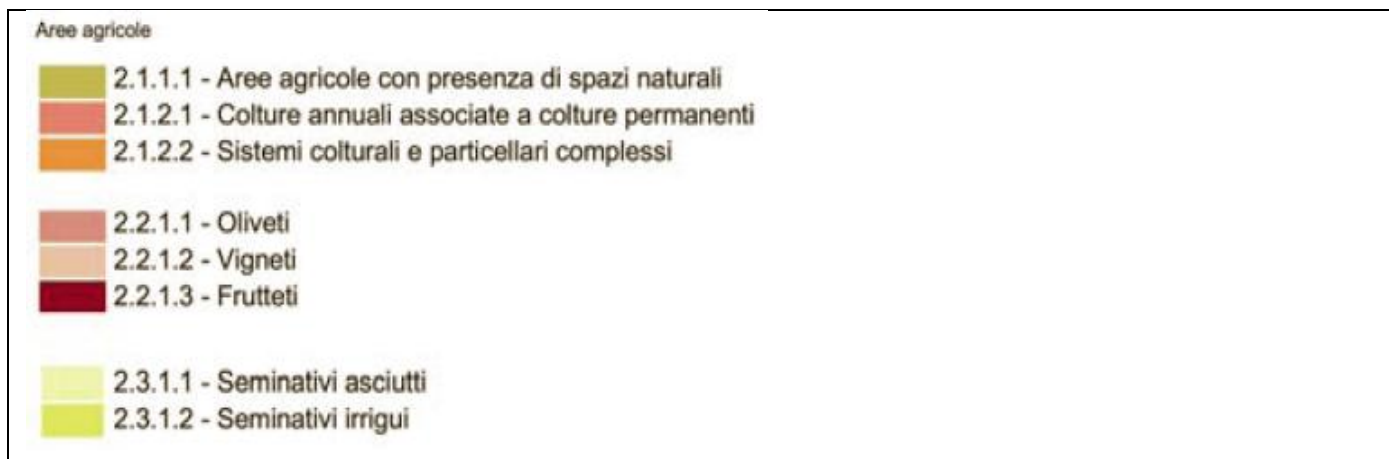 Aree agricole
2.1.1.1 - Aree agricole con presenza di spazi naturali
2.1.2.1 - Colture annuali associate a colture permanenti
2.1.2.2 - Sistemi colturali e particellari complessi
2.2.1.1 - Oliveti
2.2.1.2 - Vigneti
2.2.1.3 - Frutteti
2.3.1.1 - Seminativi asciutti
2.3.1.2 - Seminativi irrigui